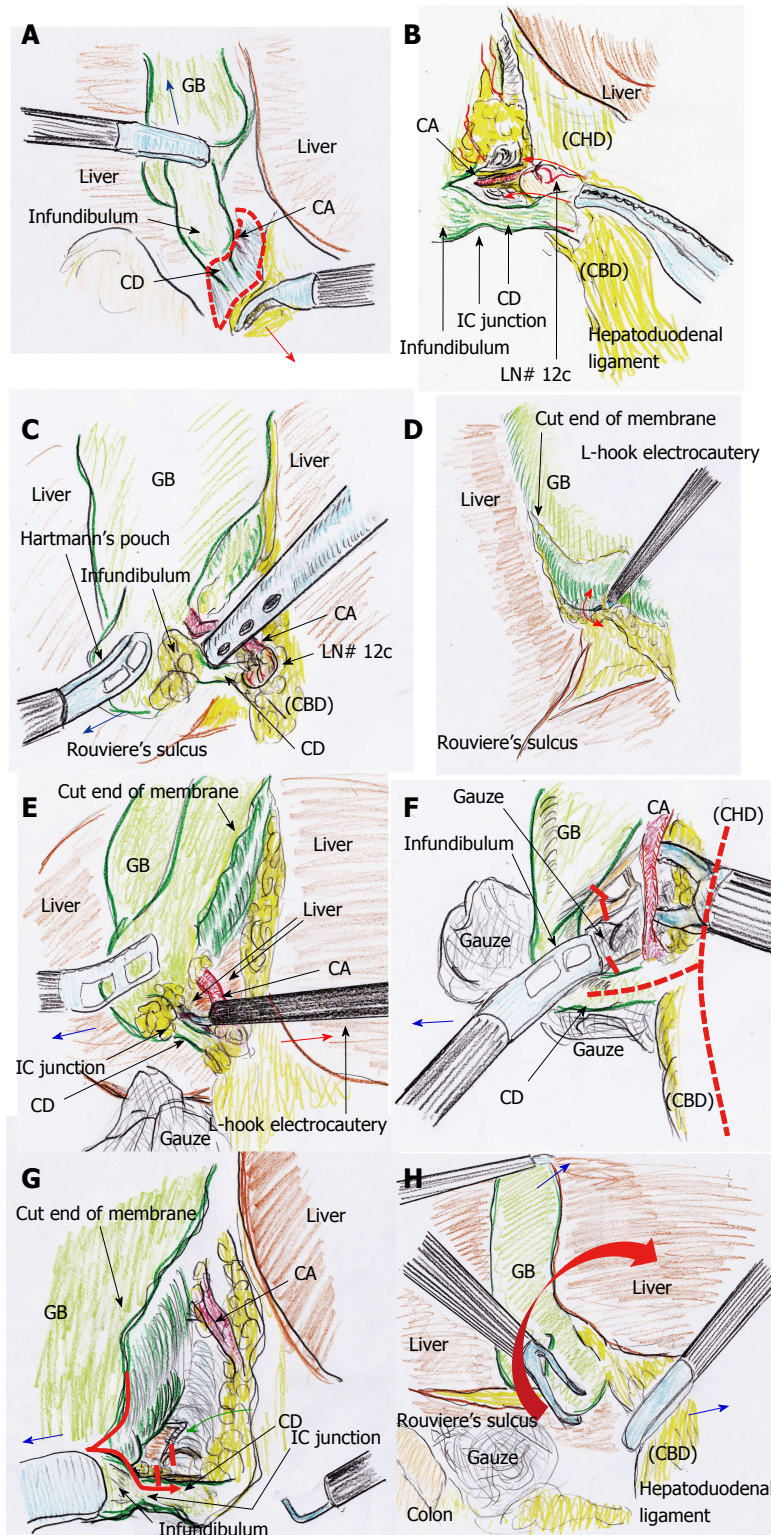 A
GB
Liver
Liver
Infundibulum
CA
CD
B
Liver
(CHD)
CA
(CBD)
CD
IC junction
Infundibulum
Hepatoduodenal
ligament
LN# 12c
C
Liver
GB
Liver
Hartmann's pouch
Infundibulum
CA
LN# 12c
(CBD)
CD
Rouviere's sulcus
D
Cut end of membrane
L-hook electrocautery
GB
Liver
Rouviere's sulcus
E
Cut end of membrane
GB
Liver
Liver
Liver
CA
IC junction
CD
L-hook electrocautery
Gauze
F
Gauze
CA
(CHD)
GB
Infundibulum
Gauze
Gauze
CD
(CBD)
G
Cut end of membrane
Liver
CA
GB
CD
IC junction
Infundibulum
H
GB
Liver
Liver
Rouviere's sulcus
Gauze
(CBD)
Colon
Hepatoduodenal
ligament